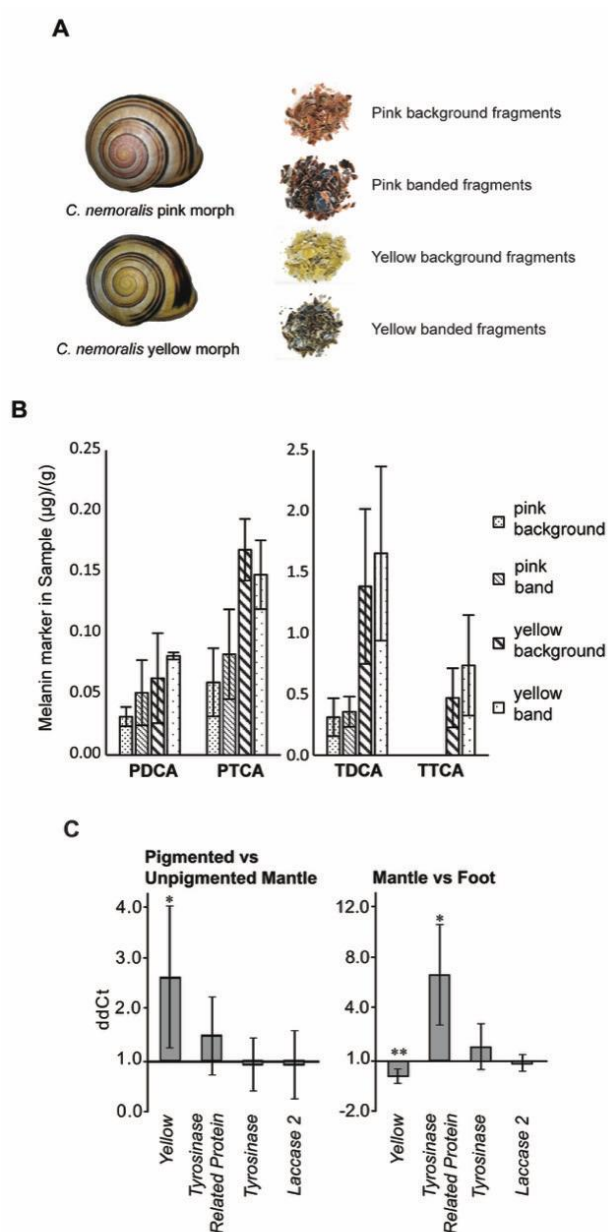 A
Pink background fragments
Pink banded fragments
C. nemoralis pink morph
Yellow background fragments
Yellow banded fragments
C. nemoralis yellow morph
B
Melanin marker in Sample (µg)/(g)
0.25
0.20
0.15
0.10
0.05
0.00
PDCA PTCA
2.5
2.0
1.5
1.0
0.5
0.0
TDCA TTCA
pink
background
pink
band
yellow
background
yellow
band
C
Pigmented vs
Unpigmented Mantle
ddCt
4.0
3.0
2.0
1.0
0.0
*
Yellow
Tyrosinase
Related Protein
Tyrosinase
Laccase 2
Mantle vs Foot
12.0
8.0
4.0
1.0
-2.0
**
*
Yellow
Tyrosinase
Related Protein
Tyrosinase
Laccase 2